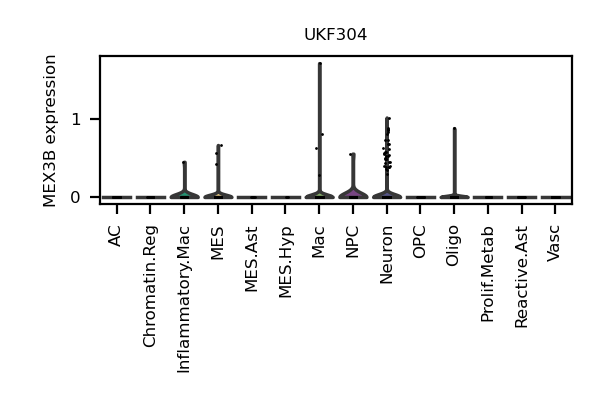 UKF304
MEX3B expression
1
0
AC
Chromatin.Reg
Inflammatory.Mac
MES
MES.Ast
MES.Hyp
Mac
NPC
Neuron
OPC
Oligo
Prolif.Metab
Reactive.Ast
Vasc